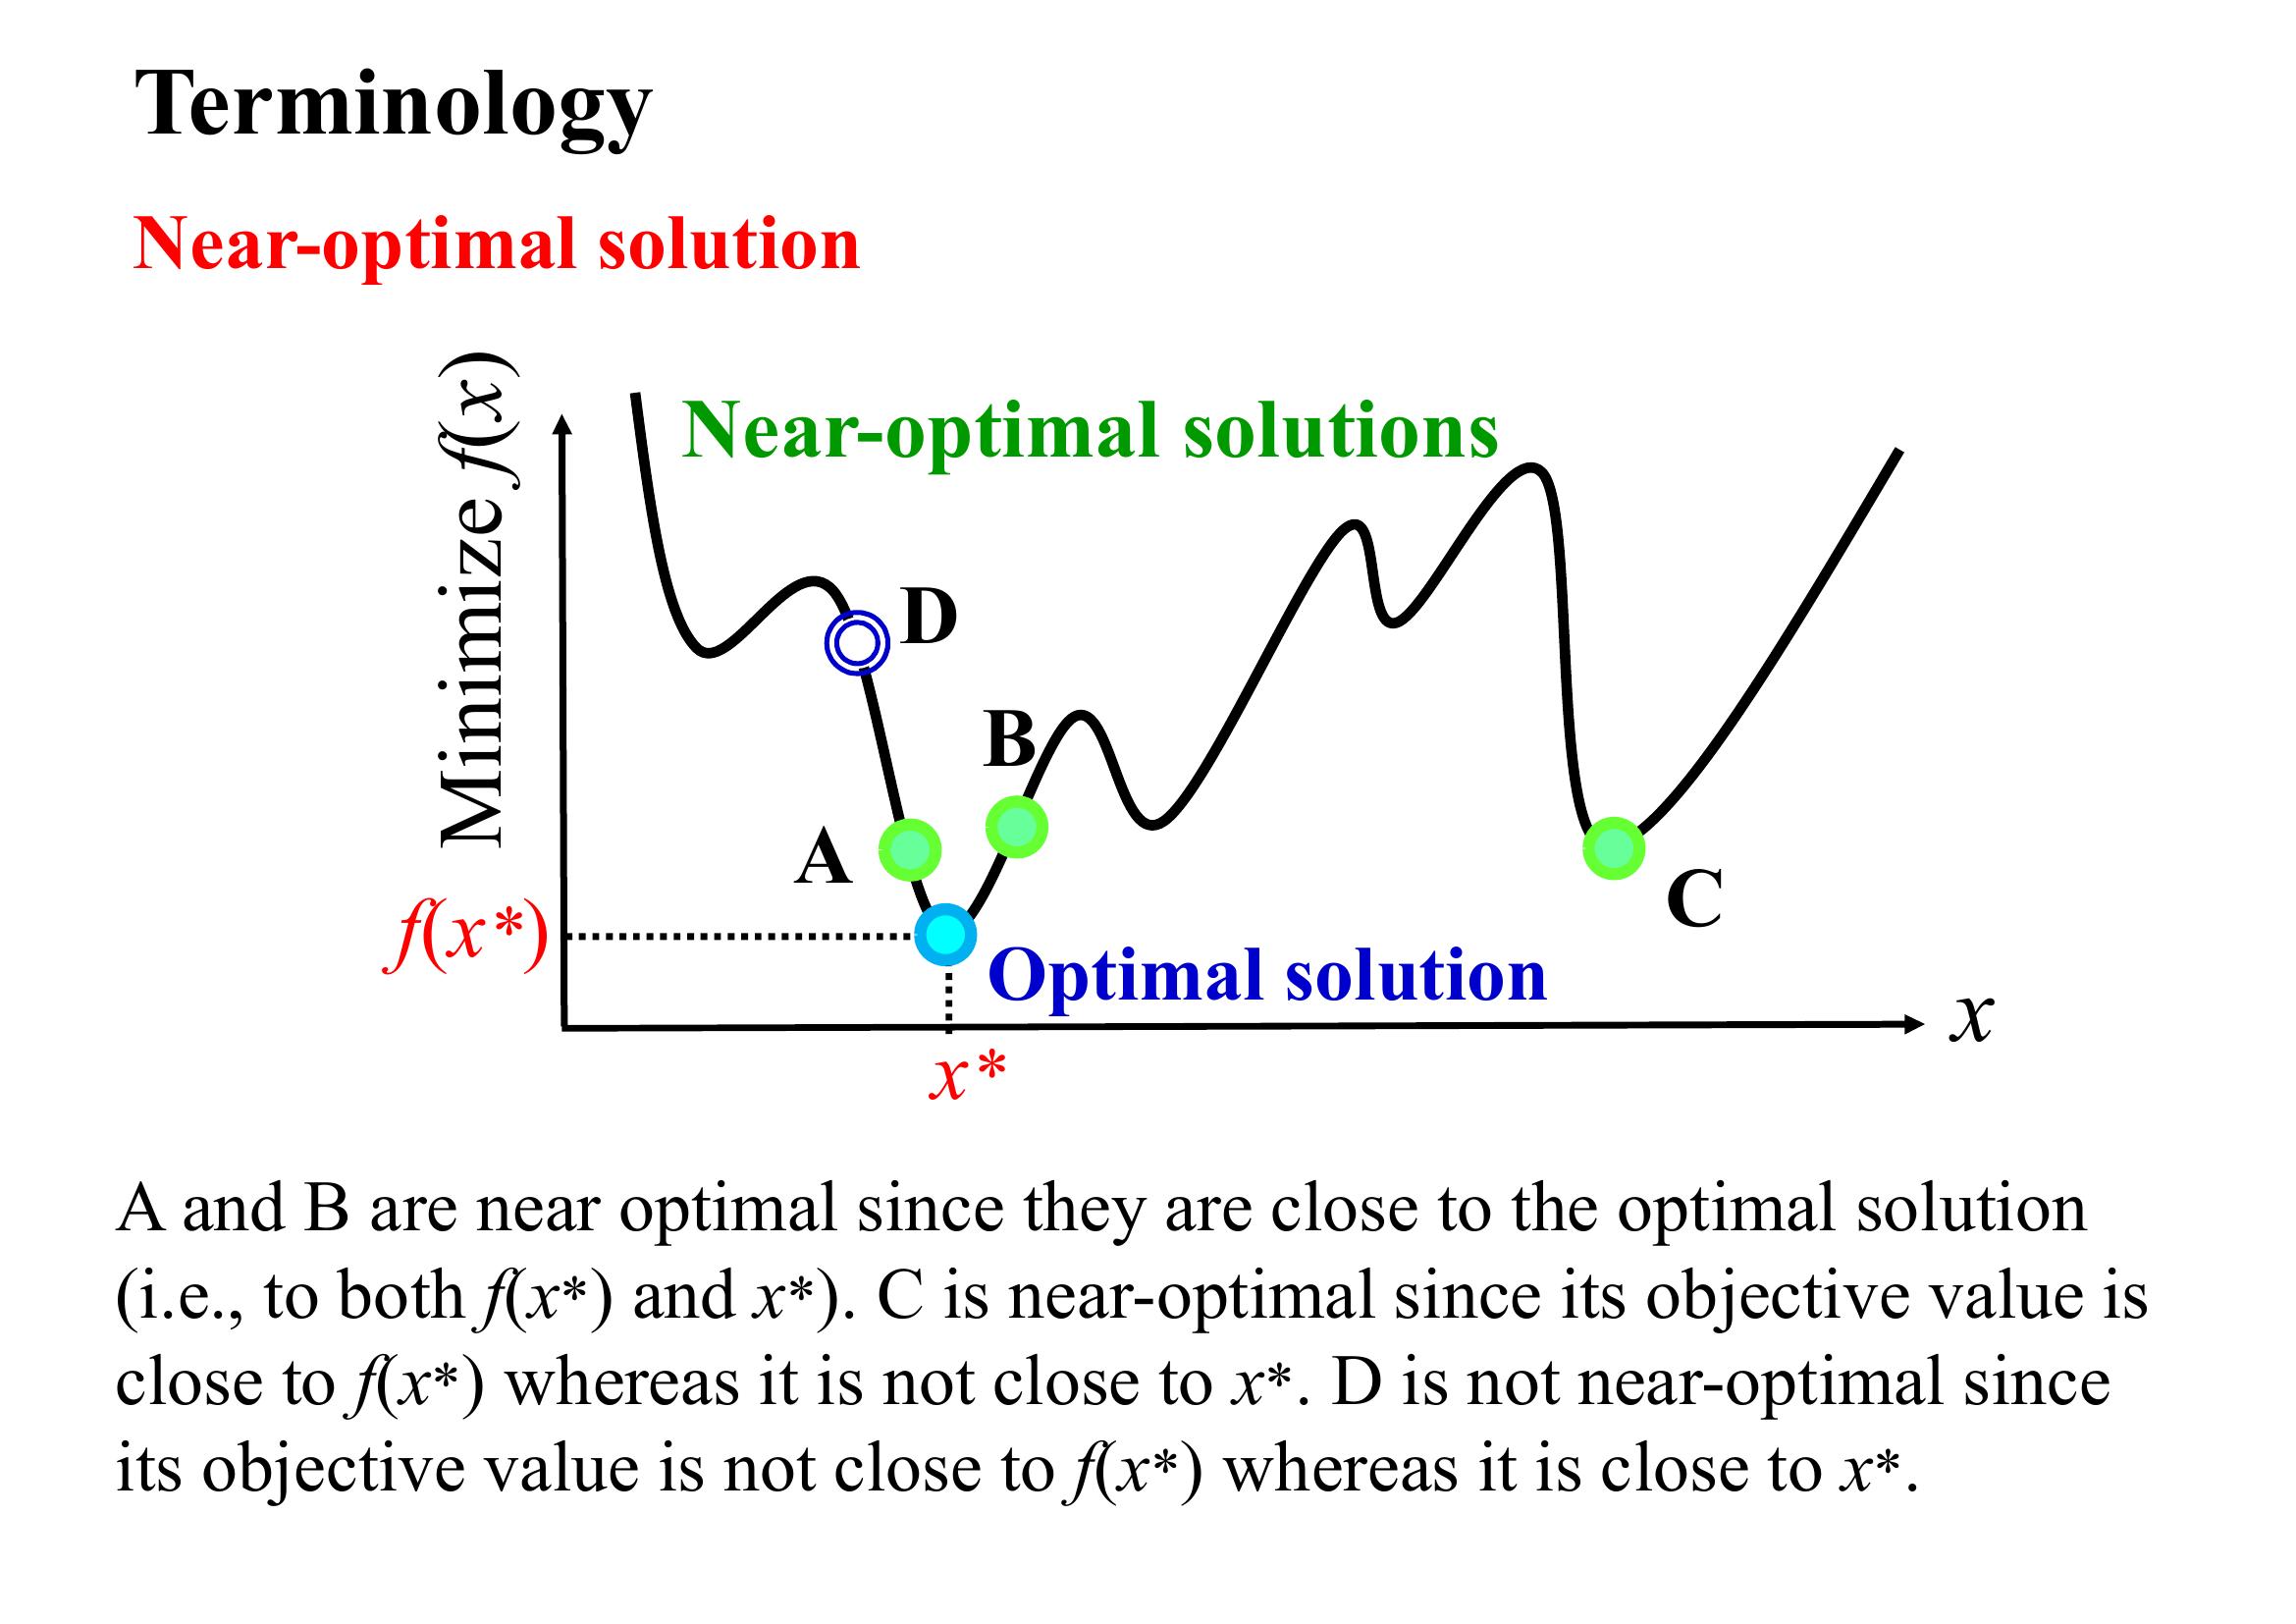 Terminology
Near-optimal solution
Minimize f(x)
Near-optimal solutions
D
B
A
C
f(x*)
Optimal solution
x
x*
A and B are near optimal since they are close to the optimal solution
(i.e., to both f(x*) and x*). C is near-optimal since its objective value is
close to f(x*) whereas it is not close to x*. D is not near-optimal since
its objective value is not close to f(x*) whereas it is close to x*.